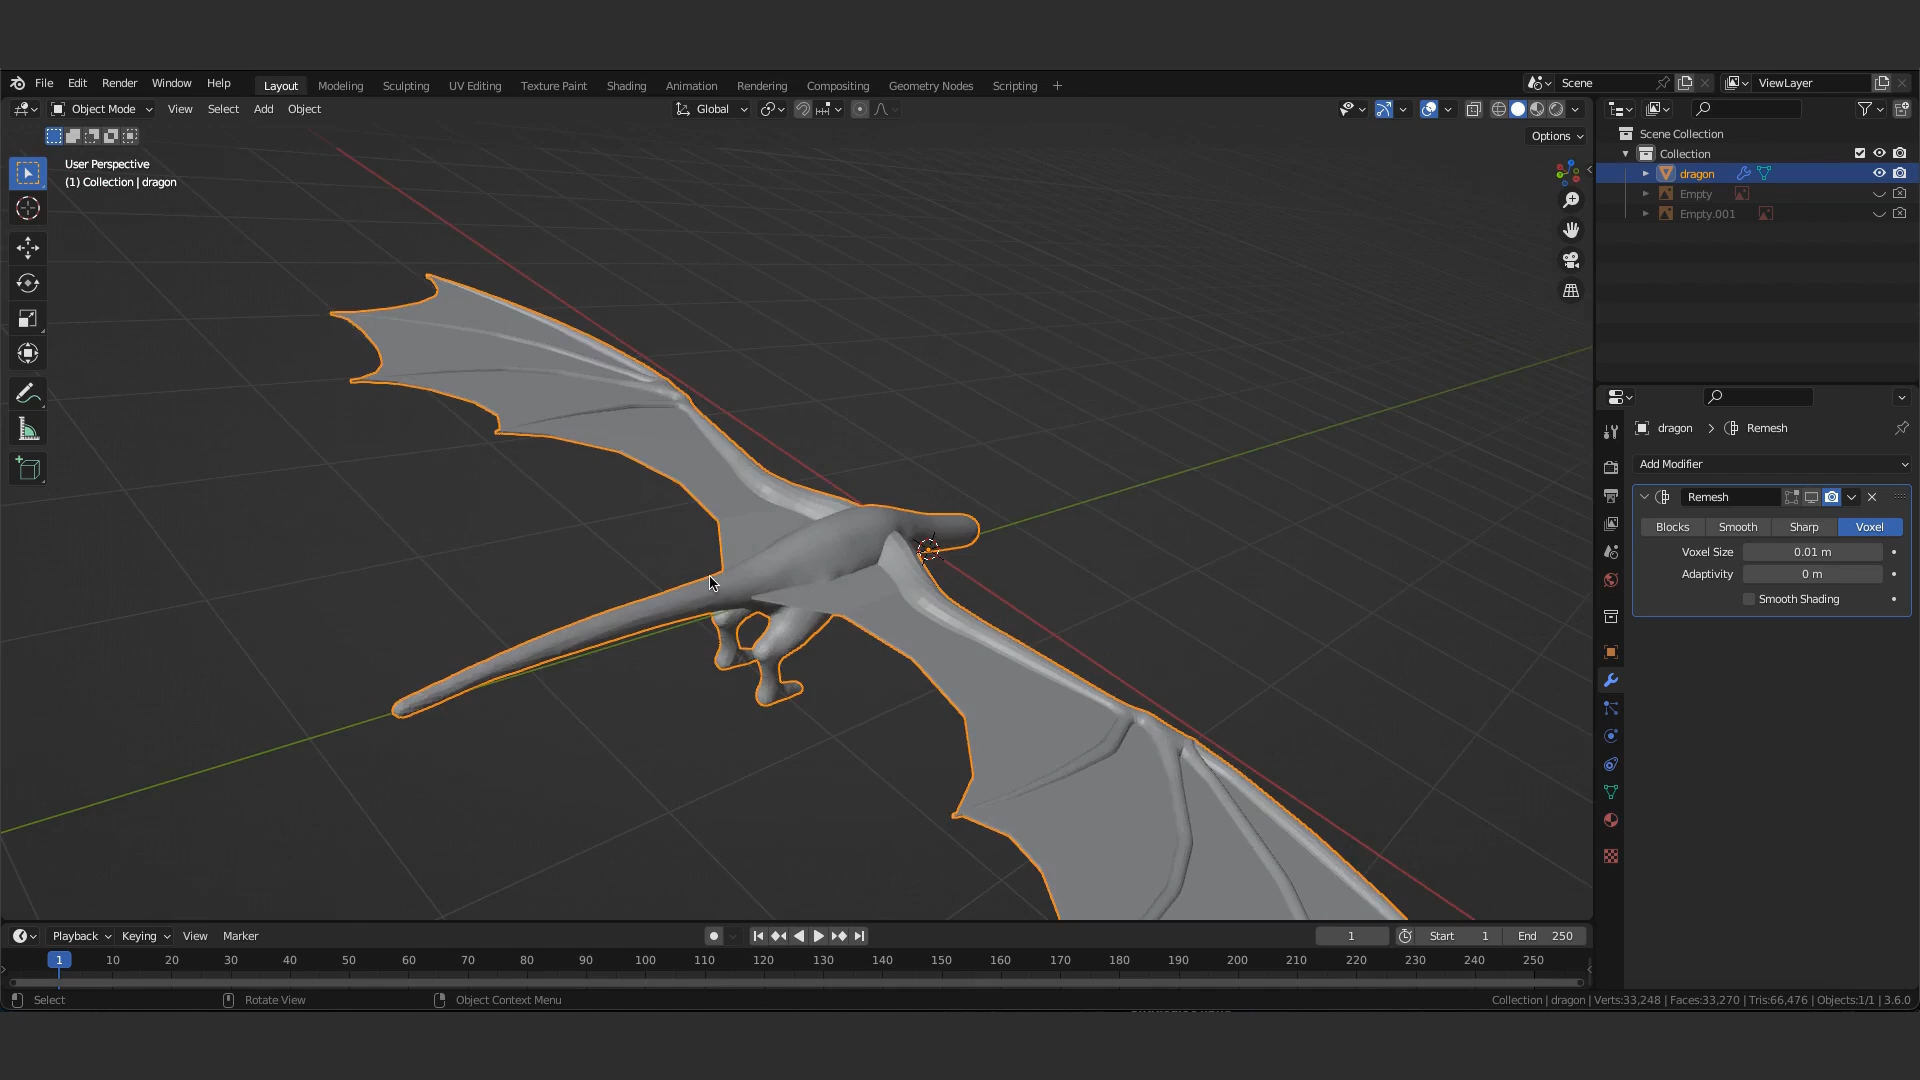 File Edit Render Window Help Layout Modeling Sculpting UV Editing Texture Paint Shading Animation Rendering Compositing Geometry Nodes Scripting + Scene ViewLayer
Object Mode View Select Add Object Global
Options
User Perspective
(1) Collection | dragon
Scene Collection
Collection
dragon
Empty
Empty.001
dragon > Remesh
Add Modifier
Remesh
Blocks Smooth Sharp Voxel
Voxel Size 0.01 m
Adaptivity 0 m
Smooth Shading
Playback Keying View Marker 1 Start 1 End 250
1 10 20 30 40 50 60 70 80 90 100 110 120 130 140 150 160 170 180 190 200 210 220 230 240 250
Select Rotate View Object Context Menu Collection | dragon | Verts:33,248 | Faces:33,270 | Tris:66,476 | Objects:1/1 | 3.6.0